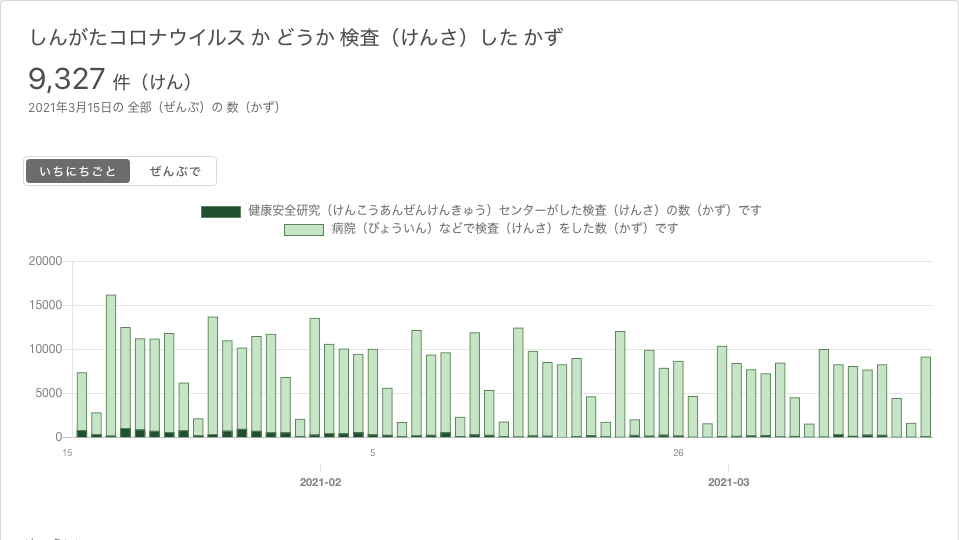 しんがたコロナウイルス か どうか 検査（けんさ）した かず
9,327 件（けん）
2021年3月15日の 全部（ぜんぶ）の 数（かず）
いちにちごと ぜんぶで
健康安全研究（けんこうあんぜんけんきゅう）センターがした検査（けんさ）の数（かず）です
病院（びょういん）などで検査（けんさ）をした数（かず）です
20000
15000
10000
5000
0
15 5 26
2021-02 2021-03